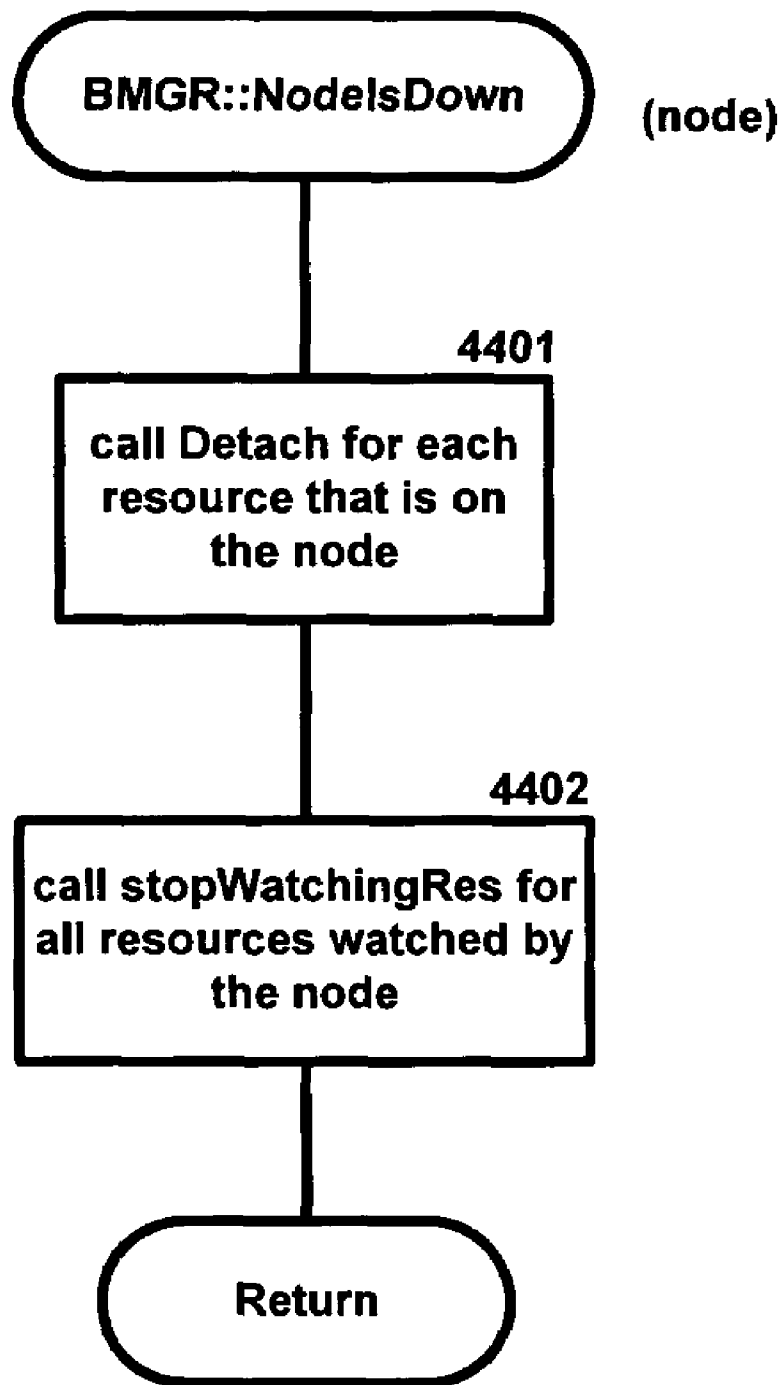 BMGR::NodeIsDown
(node)
4401
call Detach for each
resource that is on
the node
4402
call stopWatchingRes for
all resources watched by
the node
Return